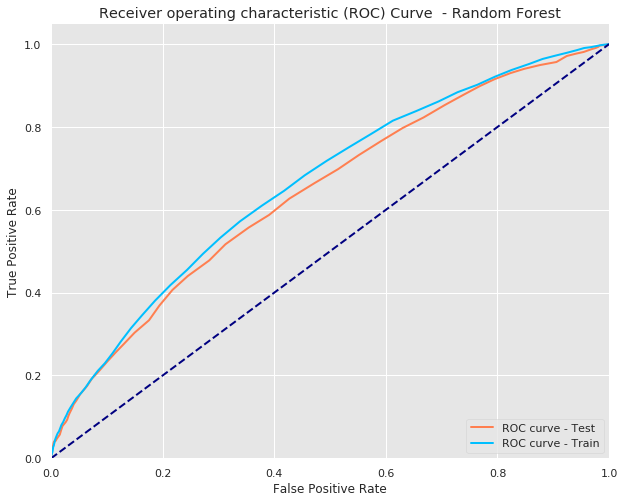 Receiver operating characteristic (ROC) Curve  - Random Forest
True Positive Rate
1.0
0.8
0.6
0.4
0.2
0.0
0.0 0.2 0.4 0.6 0.8 1.0
False Positive Rate
ROC curve - Test
ROC curve - Train